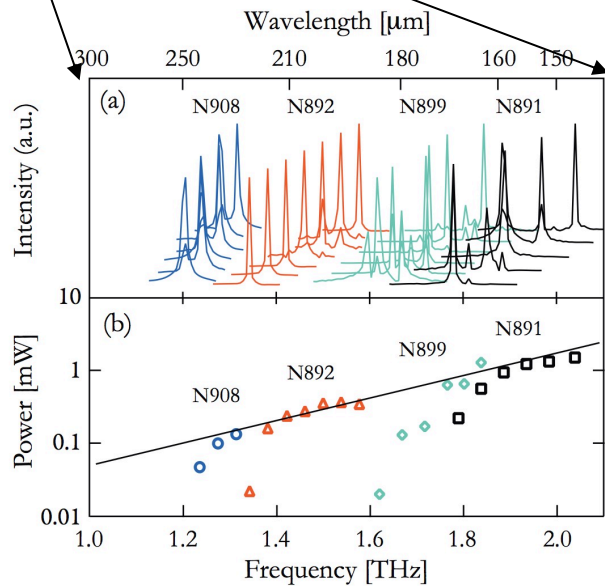 Wavelength [μm]
300 250 210 180 160 150
(a)
N908 N892 N899 N891
Intensity (a.u.)
10
(b)
N891
N899
N892
N908
1
0.1
0.01
Power [mW]
1.0 1.2 1.4 1.6 1.8 2.0
Frequency [THz]